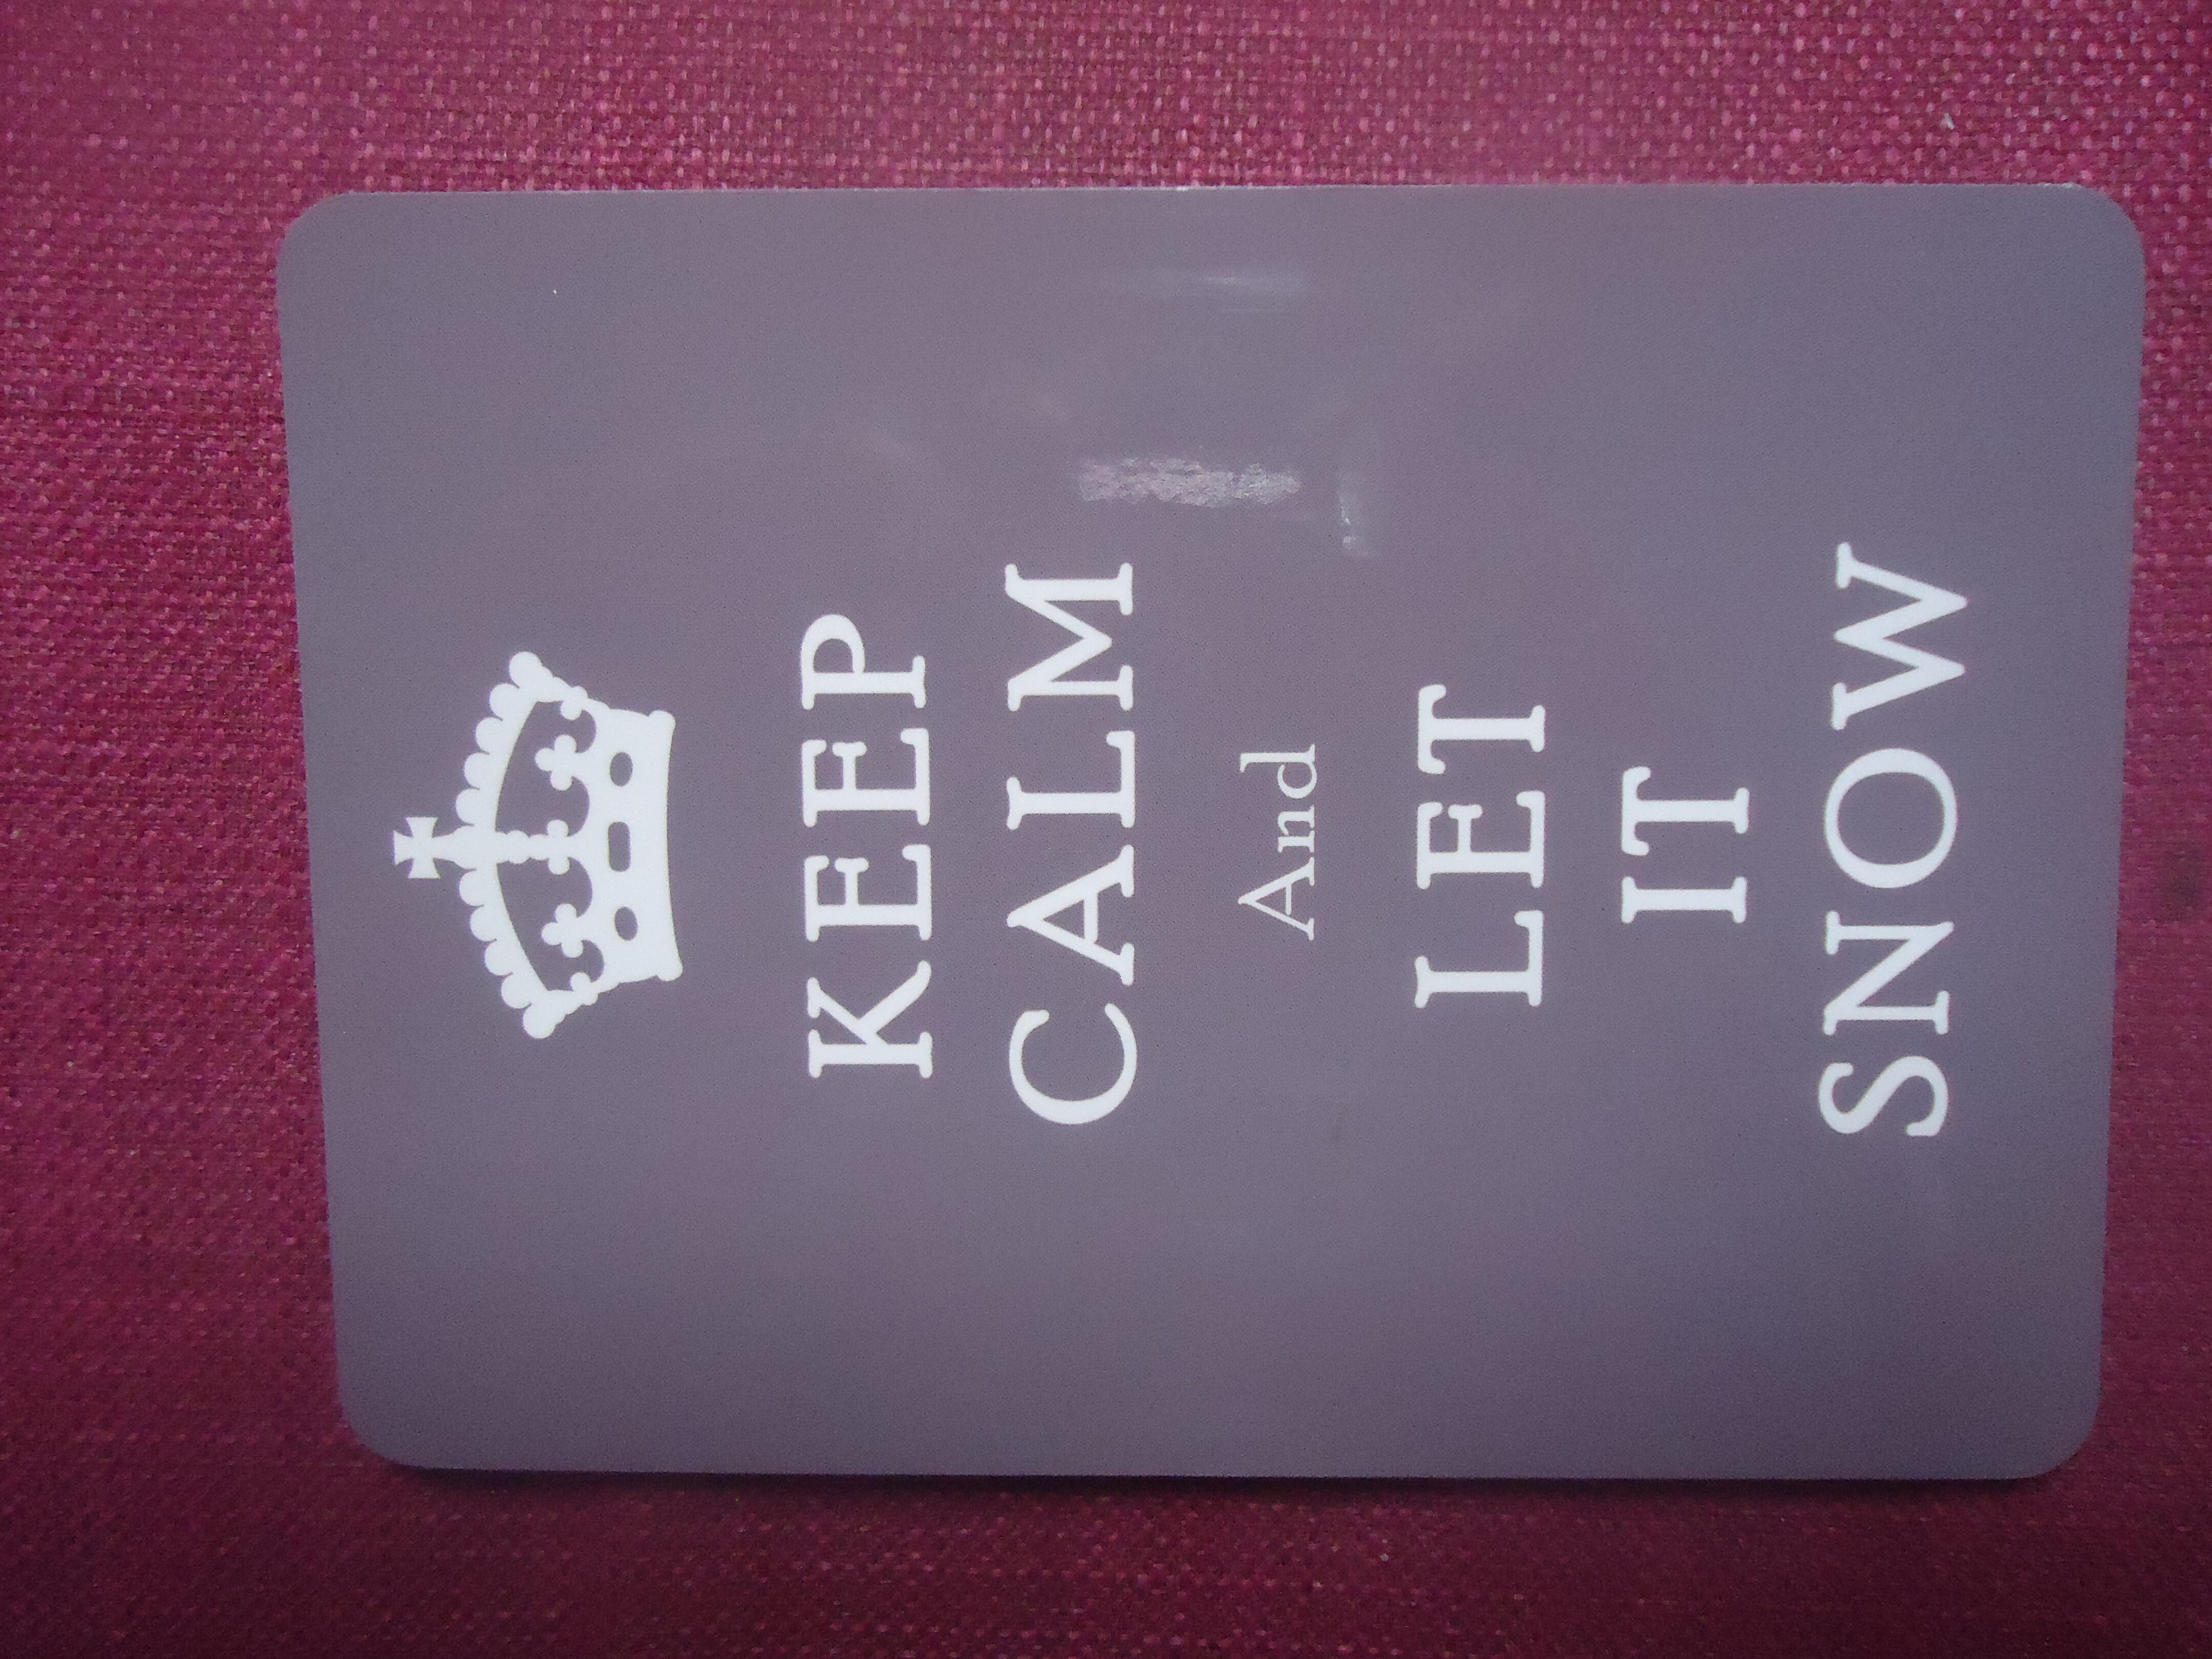 KEEP
CALM
And
LET
IT
SNOW